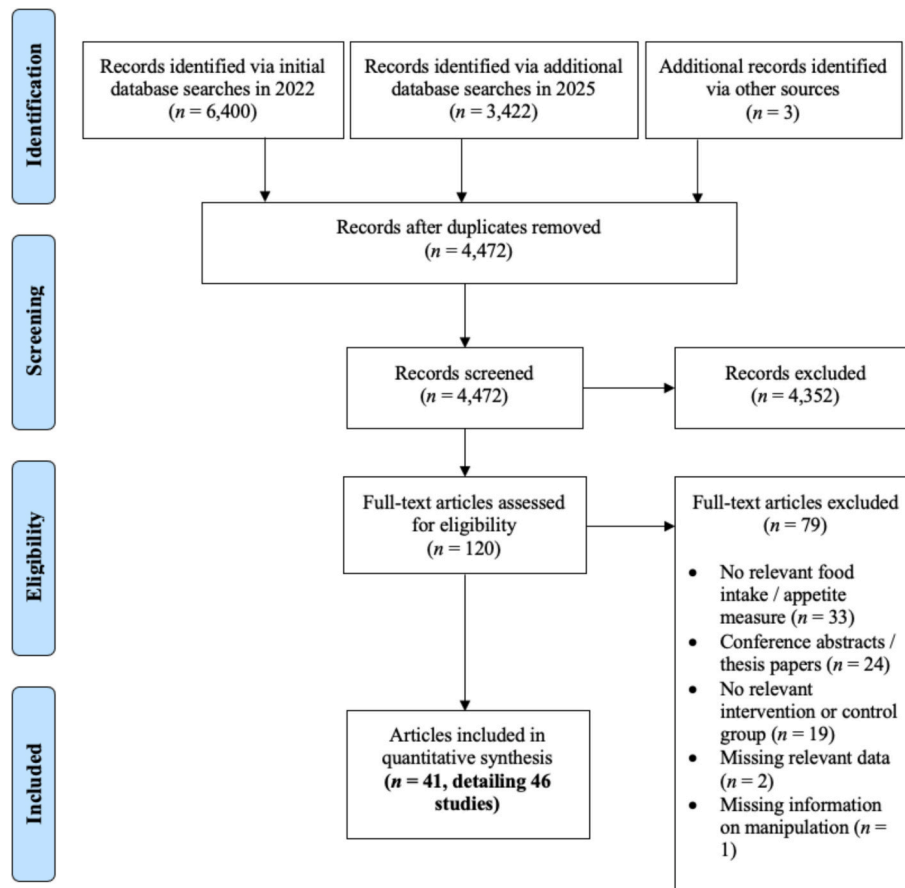 Identification
Records identified via initial
database searches in 2022
(n = 6,400)
Records identified via additional
database searches in 2025
(n = 3,422)
Additional records identified
via other sources
(n = 3)
Records after duplicates removed
(n = 4,472)
Screening
Records screened
(n = 4,472)
Records excluded
(n = 4,352)
Eligibility
Full-text articles assessed
for eligibility
(n = 120)
Full-text articles excluded
(n = 79)
• No relevant food
intake / appetite
measure (n = 33)
• Conference abstracts /
thesis papers (n = 24)
• No relevant
intervention or control
group (n = 19)
• Missing relevant data
(n = 2)
• Missing information
on manipulation (n =
1)
Included
Articles included in
quantitative synthesis
(n = 41, detailing 46
studies)